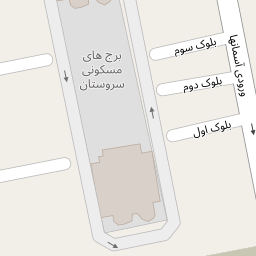 برج های
مسکونی
سروستان
بلوک سوم
بلوک دوم
بلوک اول
ورودی آسمانها